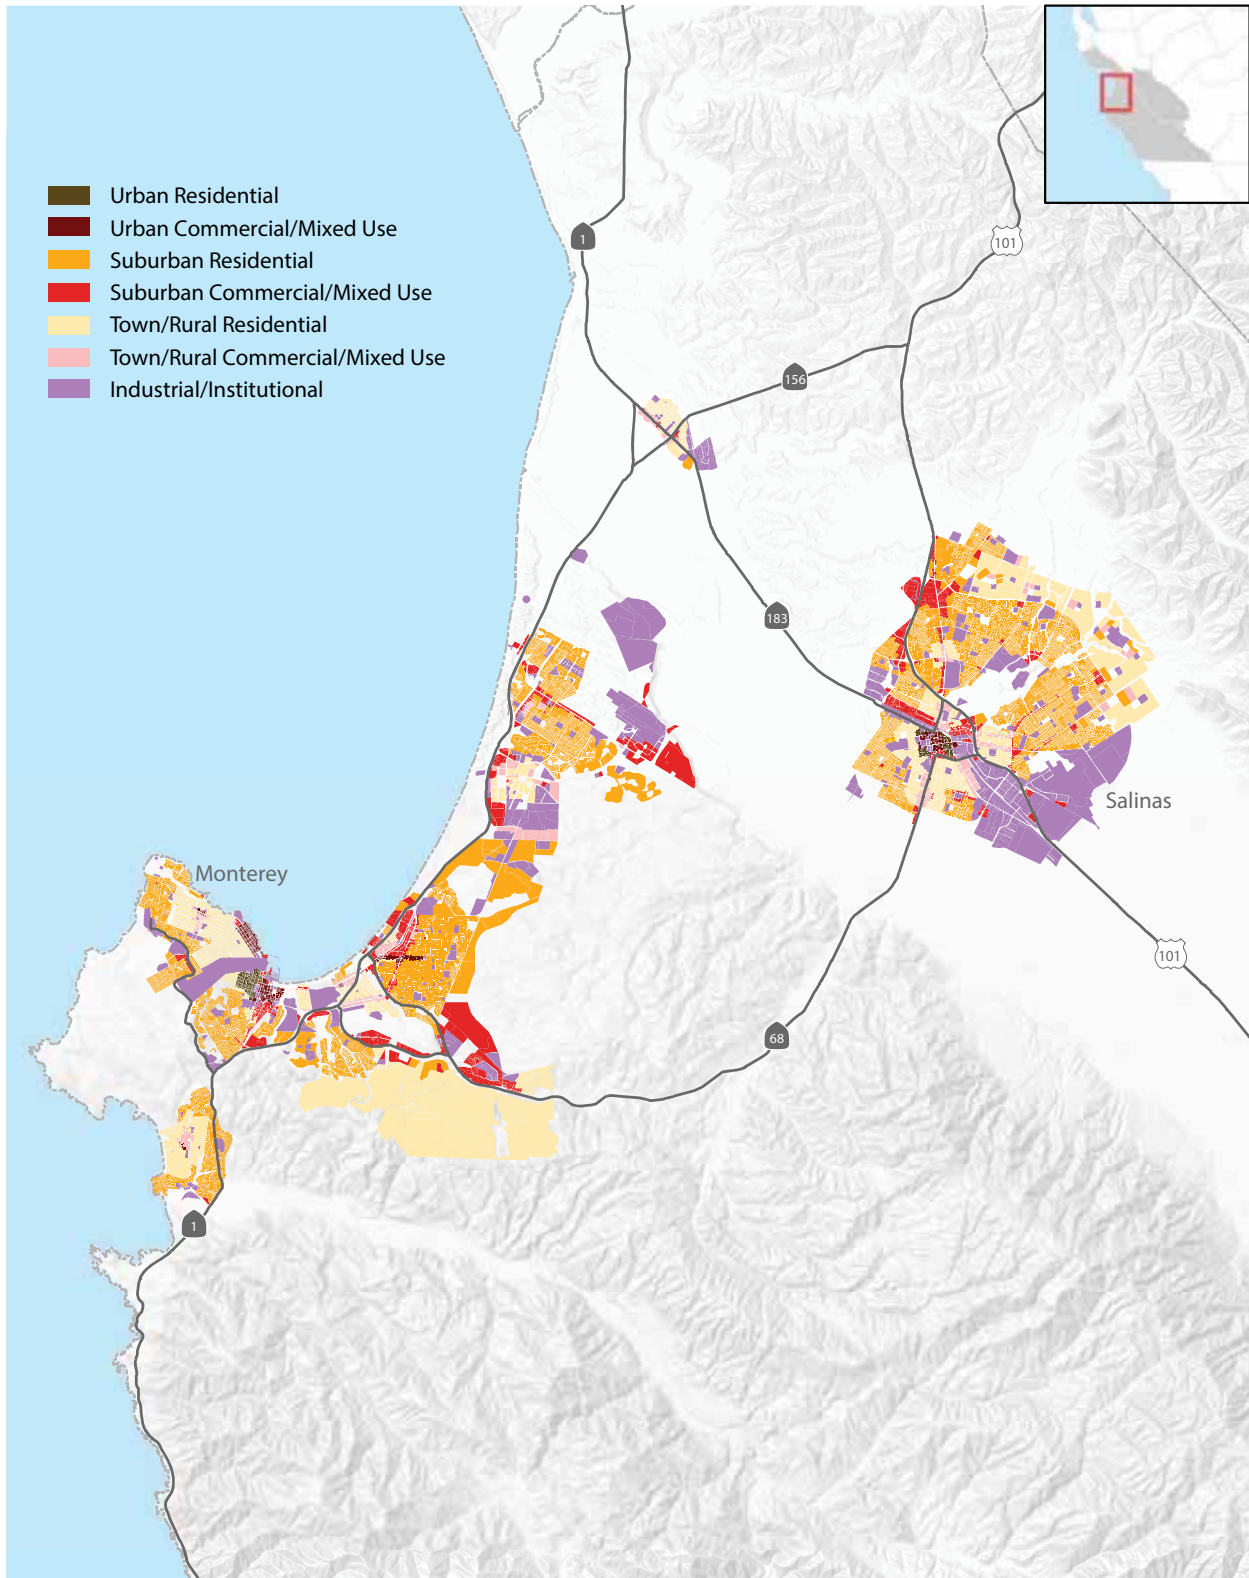 1
101
Urban Residential
Urban Commercial/Mixed Use
Suburban Residential
Suburban Commercial/Mixed Use
Town/Rural Residential
Town/Rural Commercial/Mixed Use
Industrial/Institutional
156
183
Salinas
Monterey
101
68
1